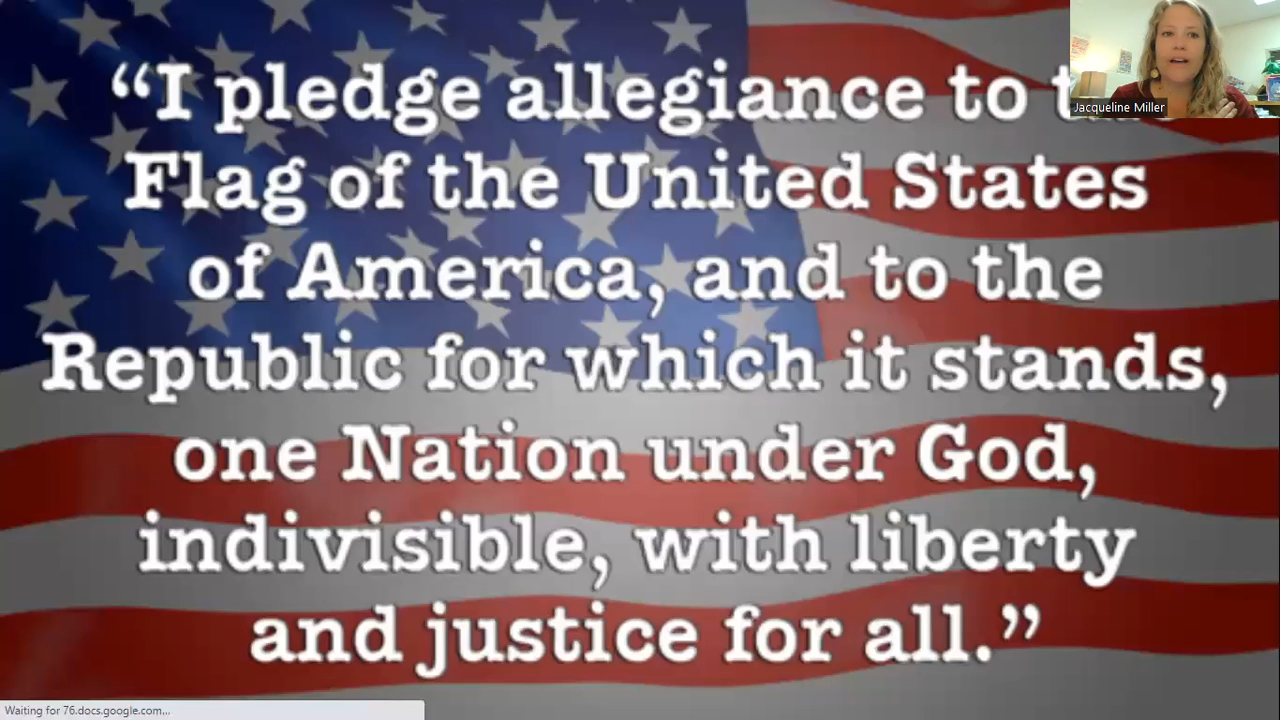 “I pledge allegiance to
Flag of the United States
of America, and to the
Republic for which it stands,
one Nation under God,
indivisible, with liberty
and justice for all.”
Jacqueline Miller
Waiting for 76.docs.google.com...